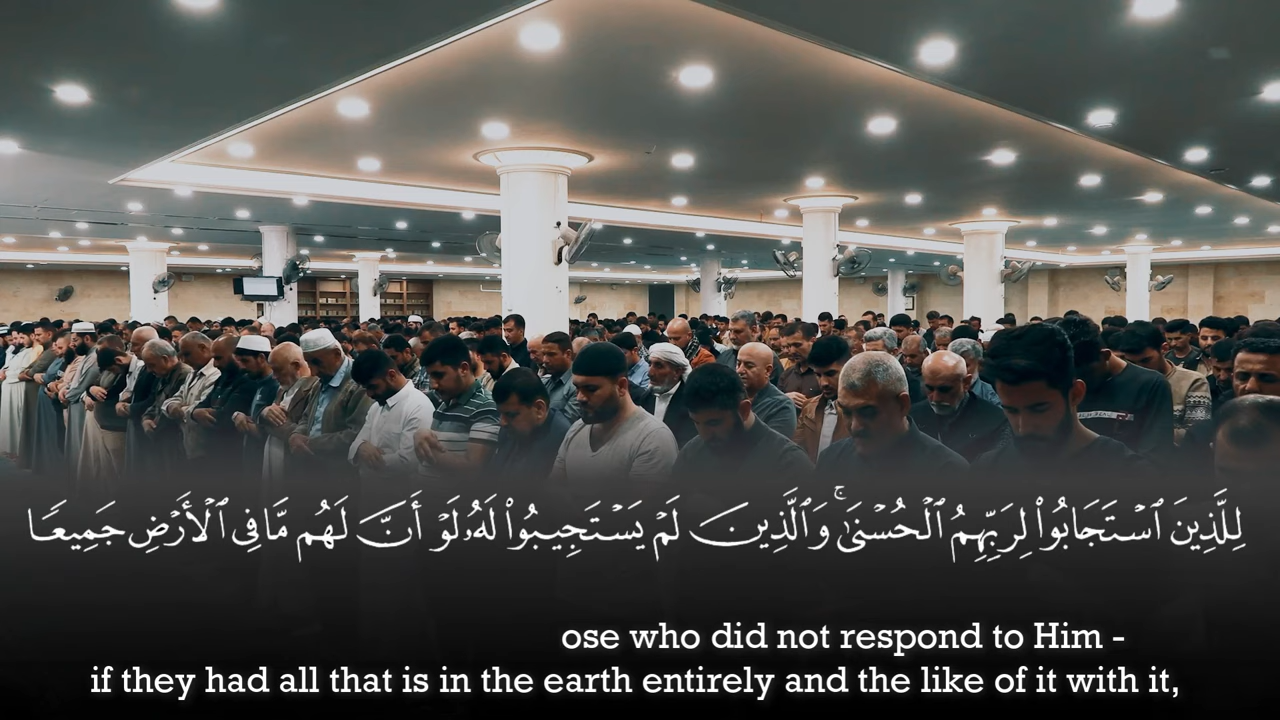 لِلَّذِينَ ٱسْتَجَابُوا۟ لِرَبِّهِمُ ٱلْحُسْنَىٰ ۚ وَٱلَّذِينَ لَمْ يَسْتَجِيبُوا۟ لَهُۥ لَوْ أَنَّ لَهُم مَّا فِى ٱلْأَرْضِ جَمِيعًا
ose who did not respond to Him -
if they had all that is in the earth entirely and the like of it with it,